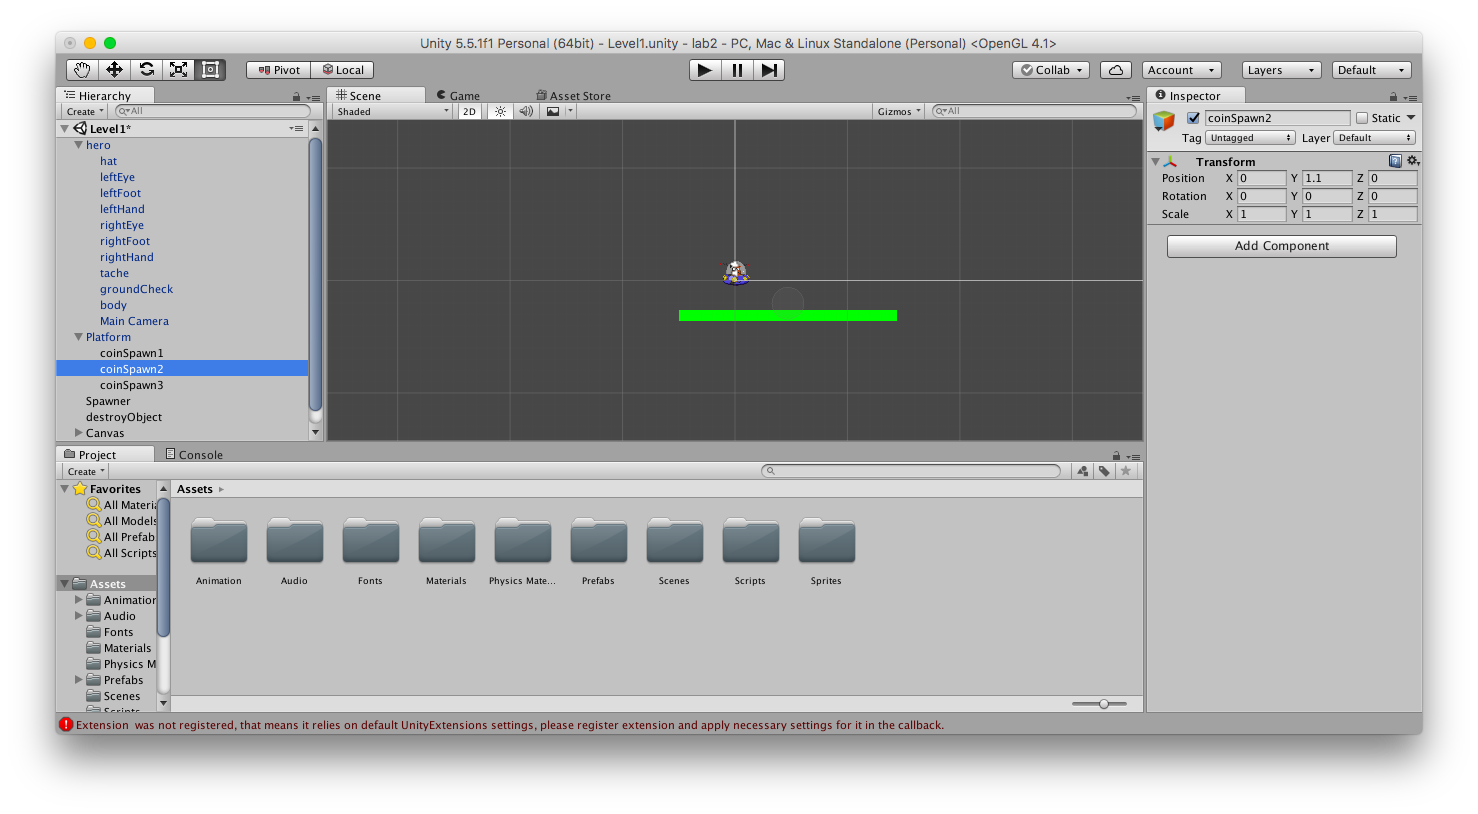 Unity 5.5.1f1 Personal (64bit) - Level1.unity - lab2 - PC, Mac & Linux Standalone (Personal) <OpenGL 4.1>
Pivot Local Collab Account Layers Default
Hierarchy
Create All
Level1*
hero
hat
leftEye
leftFoot
leftHand
rightEye
rightFoot
rightHand
tache
groundCheck
body
Main Camera
Platform
coinSpawn1
coinSpawn2
coinSpawn3
Spawner
destroyObject
Canvas
Scene Game Asset Store
Shaded 2D Gizmos All
Inspector
coinSpawn2 Static
Tag Untagged Layer Default
Transform
Position X 0 Y 1.1 Z 0
Rotation X 0 Y 0 Z 0
Scale X 1 Y 1 Z 1
Add Component
Project Console
Create
Favorites
All Materia
All Models
All Prefab
All Scripts
Assets
Animation
Audio
Fonts
Materials
Physics M
Prefabs
Scenes
Scripts
Assets
Animation Audio Fonts Materials Physics Mate... Prefabs Scenes Scripts Sprites
Extension was not registered, that means it relies on default UnityExtensions settings, please register extension and apply necessary settings for it in the callback.